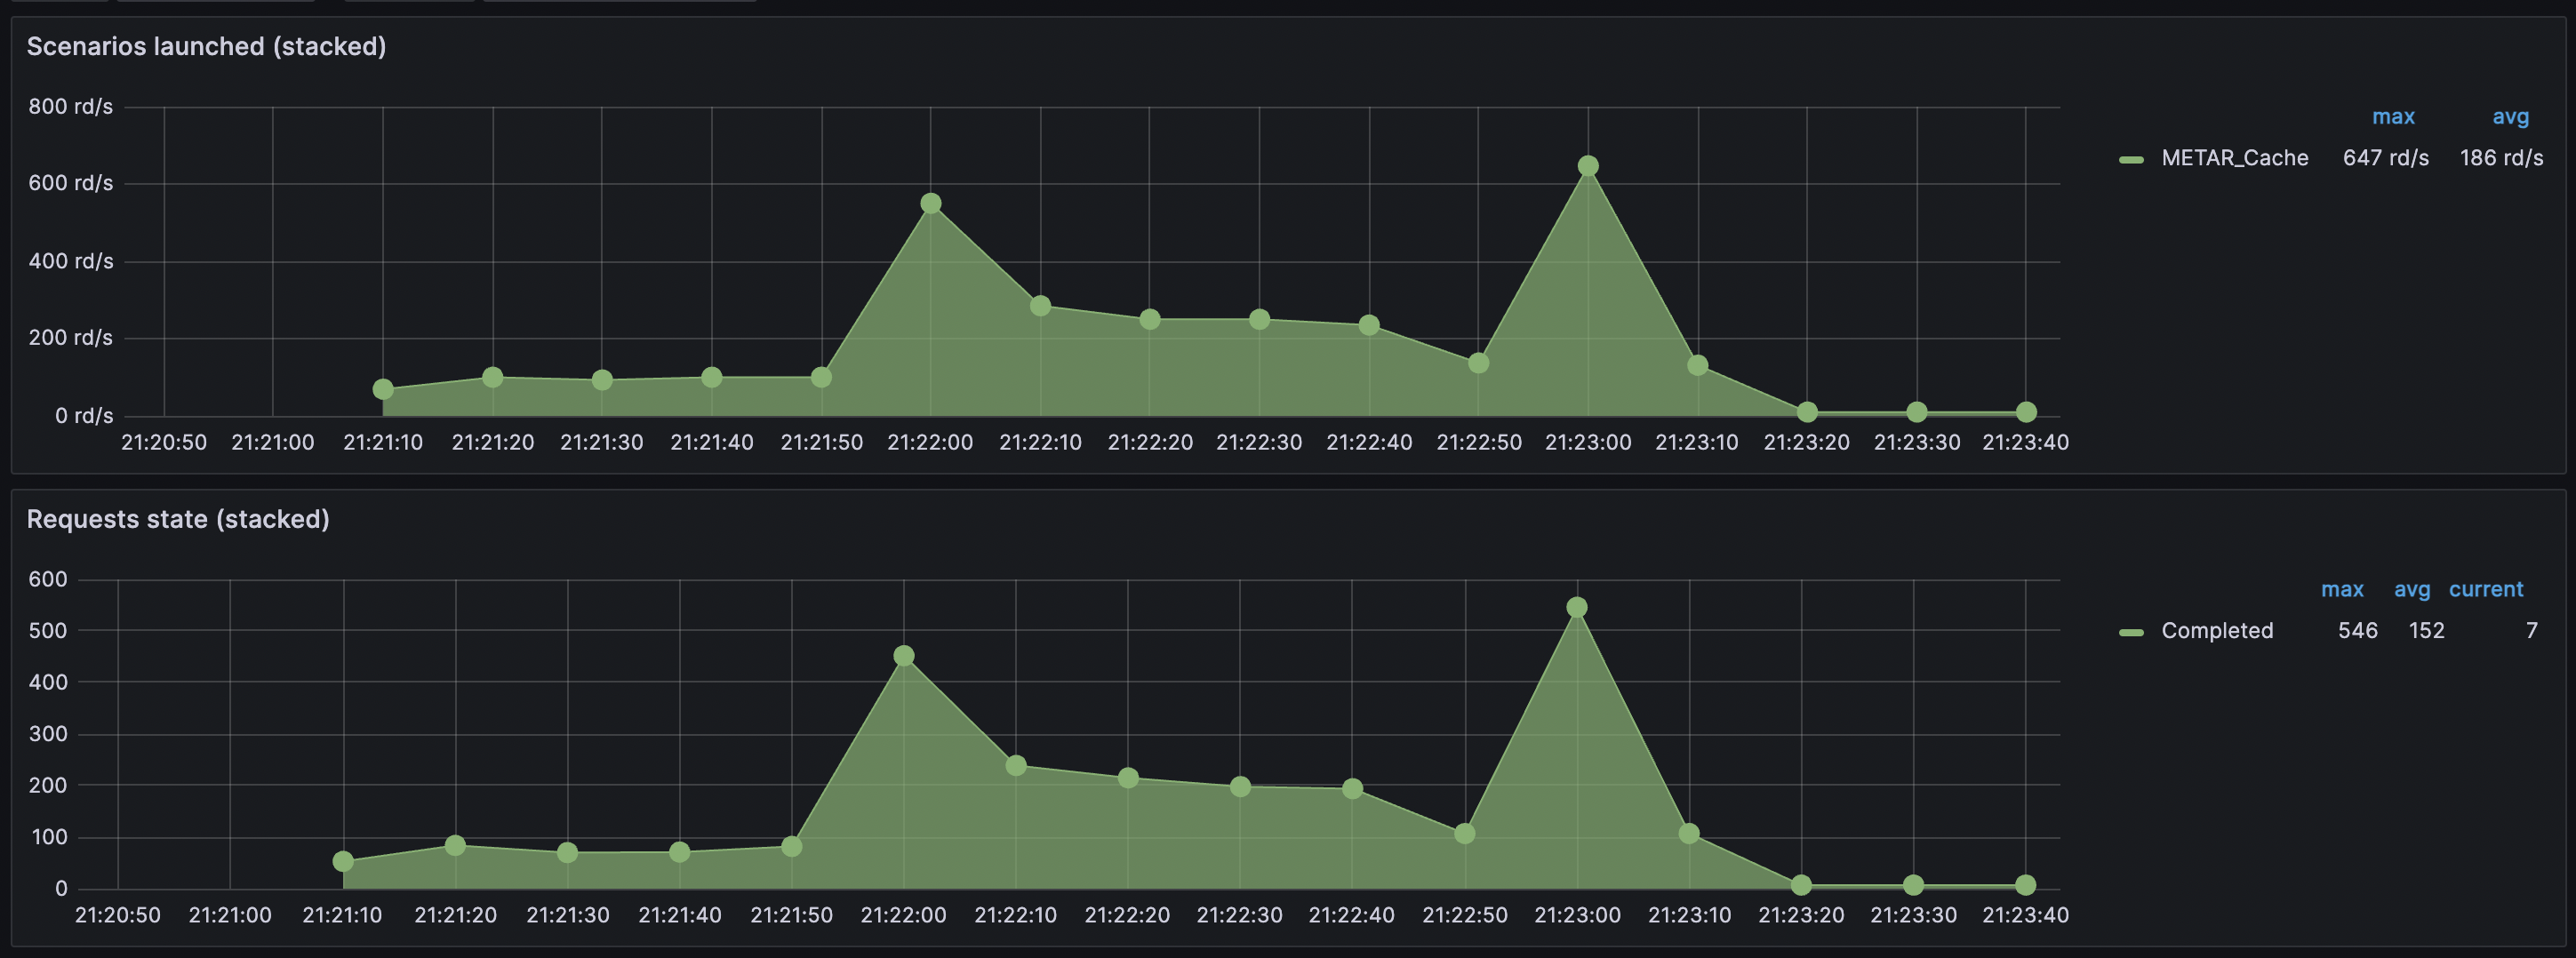 Scenarios launched (stacked)
800 rd/s
600 rd/s
400 rd/s
200 rd/s
0 rd/s
21:20:50 21:21:00 21:21:10 21:21:20 21:21:30 21:21:40 21:21:50 21:22:00 21:22:10 21:22:20 21:22:30 21:22:40 21:22:50 21:23:00 21:23:10 21:23:20 21:23:30 21:23:40
max avg
METAR_Cache 647 rd/s 186 rd/s
Requests state (stacked)
600
500
400
300
200
100
0
21:20:50 21:21:00 21:21:10 21:21:20 21:21:30 21:21:40 21:21:50 21:22:00 21:22:10 21:22:20 21:22:30 21:22:40 21:22:50 21:23:00 21:23:10 21:23:20 21:23:30 21:23:40
max avg current
Completed 546 152 7